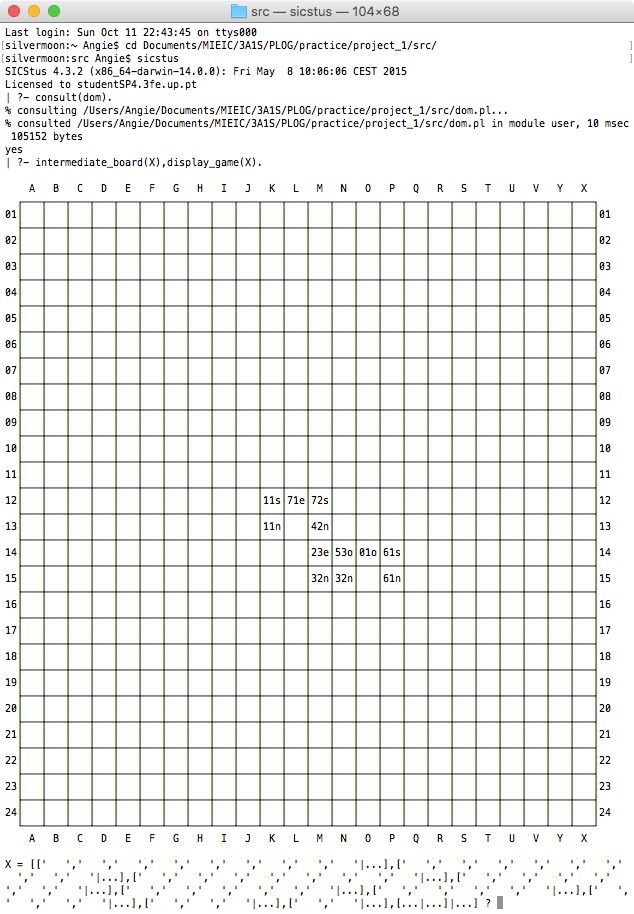 src — sicstus — 104×68
Last login: Sun Oct 11 22:43:45 on ttys000
[silvermoon:~ Angie$ cd Documents/MIEIC/3A1S/PLOG/practice/project_1/src/ ]
[silvermoon:src Angie$ sicstus ]
SICStus 4.3.2 (x86_64-darwin-14.0.0): Fri May  8 10:06:06 CEST 2015
Licensed to studentSP4.3fe.up.pt
| ?- consult(dom).
% consulting /Users/Angie/Documents/MIEIC/3A1S/PLOG/practice/project_1/src/dom.pl...
% consulted /Users/Angie/Documents/MIEIC/3A1S/PLOG/practice/project_1/src/dom.pl in module user, 10 msec
 105152 bytes
yes
| ?- intermediate_board(X),display_game(X).
A B C D E F G H I J K L M N O P Q R S T U V Y X
01 01
02 02
03 03
04 04
05 05
06 06
07 07
08 08
09 09
10 10
11 11
12 11s 71e 72s 12
13 11n 42n 13
14 23e 53o 01o 61s 14
15 32n 32n 61n 15
16 16
17 17
18 18
19 19
20 20
21 21
22 22
23 23
24 24
A B C D E F G H I J K L M N O P Q R S T U V Y X
X = [['   ','   ','   ','   ','   ','   ','   ','   ','   '|...],['   ','   ','   ','   ','   ','
  ','   ','   '|...],['   ','   ','   ','   ','   ','   ','   ','   '|...],['   ','   ','   ','   ','
','   ','   '|...],['   ','   ','   ','   ','   ','   '|...],['   ','   ','   ','   ','   '|...],['   ',
'   ','   ','   '|...],['   ','   ','   '|...],['   ','   '|...],[...|...]|...] ?